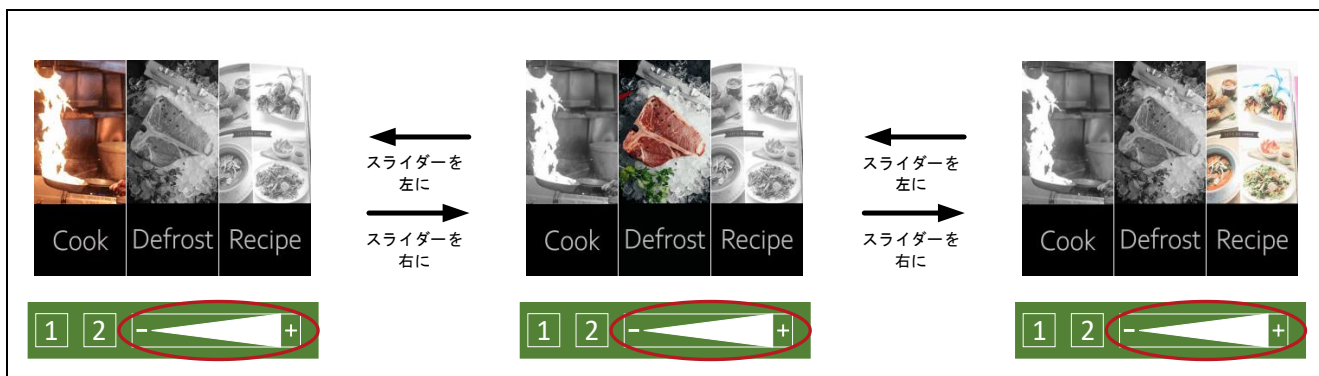 スライダーを
左に
スライダーを
右に
スライダーを
左に
スライダーを
右に
Cook Defrost Recipe
Cook Defrost Recipe
Cook Defrost Recipe
1 2 - +
1 2 - +
1 2 - +